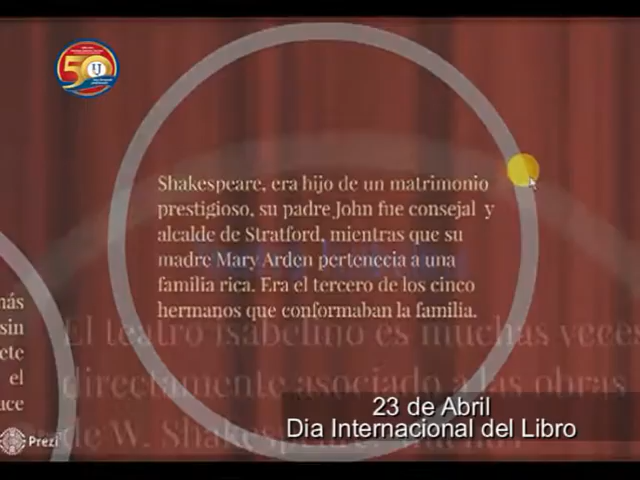 50
Shakespeare, era hijo de un matrimonio
prestigioso, su padre John fue consejal y
alcalde de Stratford, mientras que su
madre Mary Arden pertenecia a una
familia rica. Era el tercero de los cinco
hermanos que conformaban la familia.
más
sin
ete
el
ace
El teatro isabelino es muchas veces
directamente asociado a las obras
de W. Shakespeare
23 de Abril
Dia Internacional del Libro
Prezi